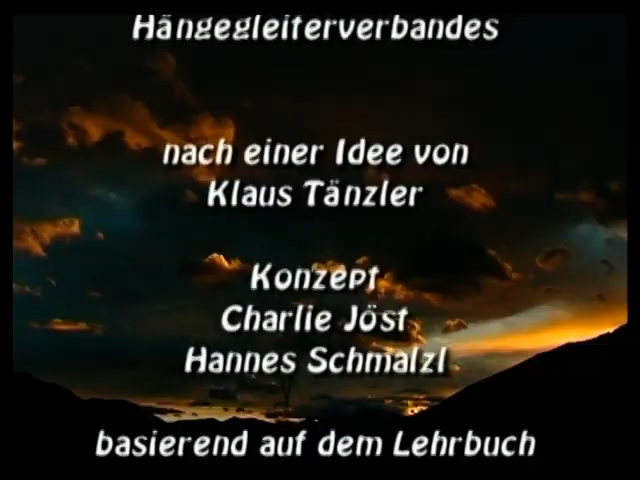 Hängegleiterverbandes
nach einer Idee von
Klaus Tänzler
Konzept
Charlie Jöst
Hannes Schmalzl
basierend auf dem Lehrbuch